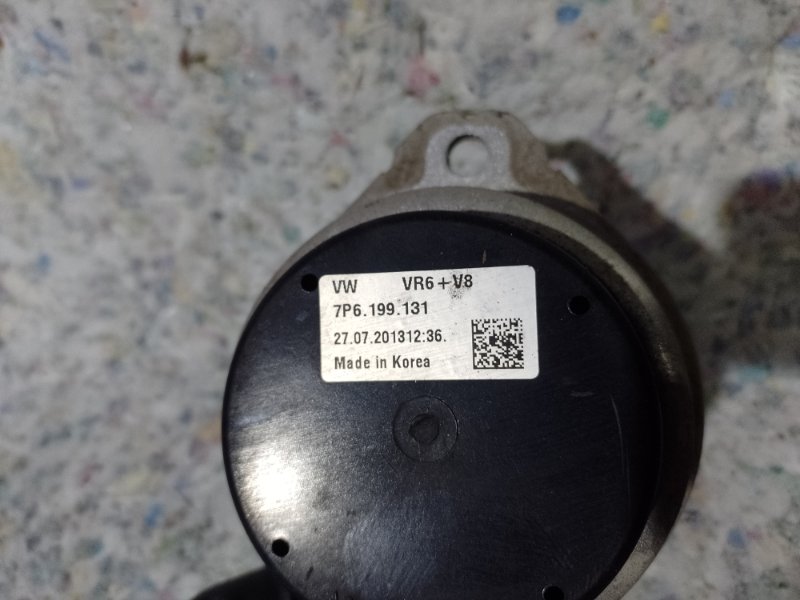 VW VR6+V8
7P6.199.131
27.07.201312:36.
Made in Korea